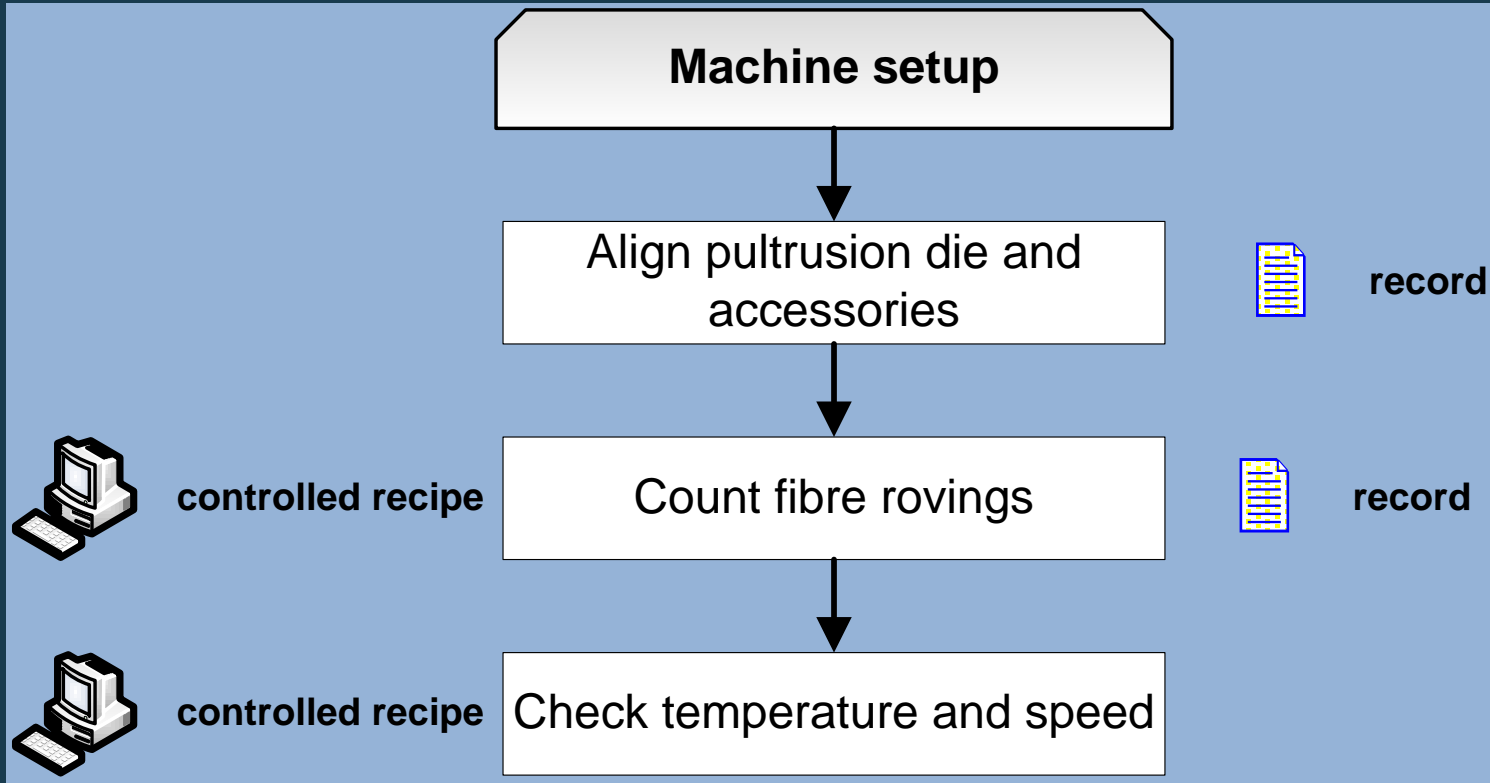 Machine setup
Align pultrusion die and
accessories
record
controlled recipe
Count fibre rovings
record
controlled recipe
Check temperature and speed